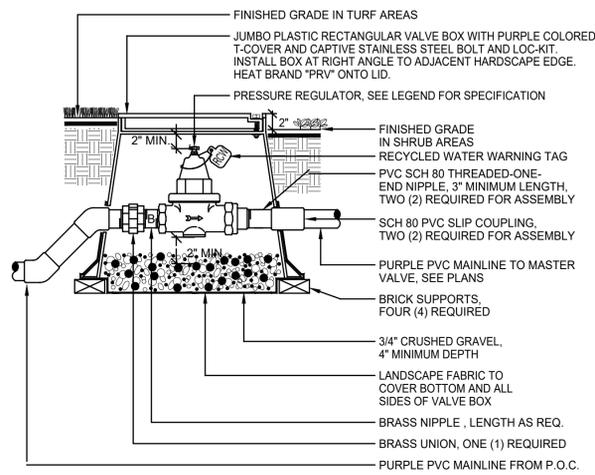 FINISHED GRADE IN TURF AREAS
JUMBO PLASTIC RECTANGULAR VALVE BOX WITH PURPLE COLORED
T-COVER AND CAPTIVE STAINLESS STEEL BOLT AND LOC-KIT.
INSTALL BOX AT RIGHT ANGLE TO ADJACENT HARDSCAPE EDGE.
HEAT BRAND "PRV" ONTO LID.
PRESSURE REGULATOR, SEE LEGEND FOR SPECIFICATION
2"
2" MIN.
FINISHED GRADE
IN SHRUB AREAS
RCW
RECYCLED WATER WARNING TAG
PVC SCH 80 THREADED-ONE-
END NIPPLE, 3" MINIMUM LENGTH,
TWO (2) REQUIRED FOR ASSEMBLY
B
SCH 80 PVC SLIP COUPLING,
TWO (2) REQUIRED FOR ASSEMBLY
2" MIN
PURPLE PVC MAINLINE TO MASTER
VALVE, SEE PLANS
BRICK SUPPORTS,
FOUR (4) REQUIRED
3/4" CRUSHED GRAVEL,
4" MINIMUM DEPTH
LANDSCAPE FABRIC TO
COVER BOTTOM AND ALL
SIDES OF VALVE BOX
BRASS NIPPLE , LENGTH AS REQ.
BRASS UNION, ONE (1) REQUIRED
PURPLE PVC MAINLINE FROM P.O.C.